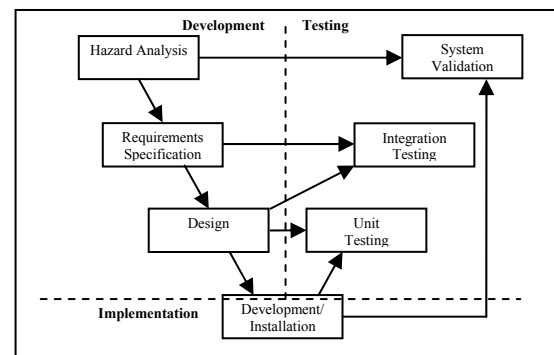 Development Testing
Hazard Analysis
System
Validation
Requirements
Specification
Integration
Testing
Design
Unit
Testing
Implementation
Development/
Installation